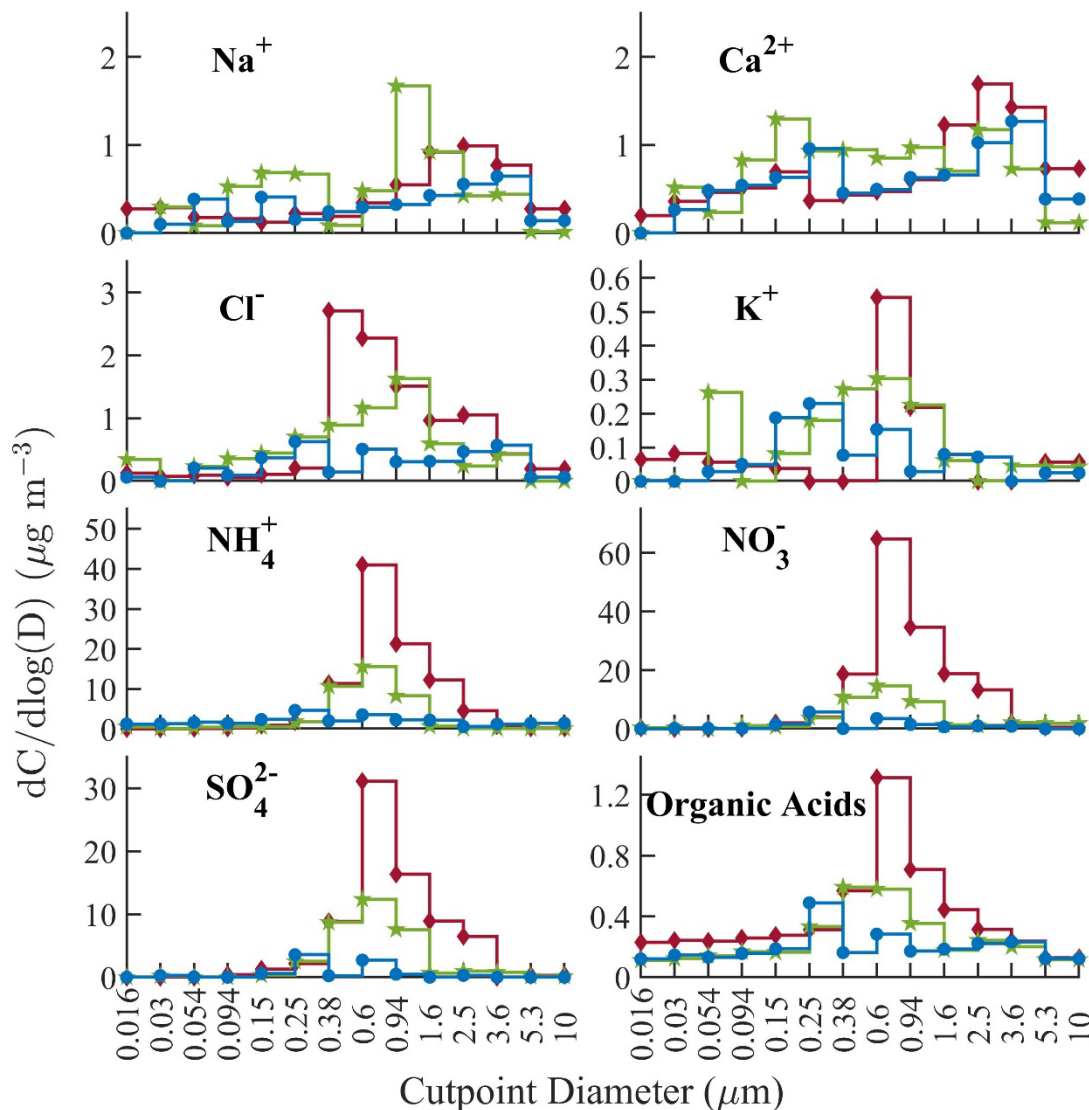 Na+
2
1
0
Ca2+
2
1
0
Cl-
3
2
1
0
K+
0.6
0.5
0.4
0.3
0.2
0.1
0
NH4+
50
40
30
20
10
0
NO3-
60
40
20
0
SO42-
30
20
10
0
Organic Acids
1.2
0.8
0.4
0
dC/dlog(D) (μg m−3)
0.016 0.03 0.054 0.094 0.15 0.25 0.38 0.6 0.94 1.6 2.5 3.6 5.3 10
0.016 0.03 0.054 0.094 0.15 0.25 0.38 0.6 0.94 1.6 2.5 3.6 5.3 10
Cutpoint Diameter (μm)